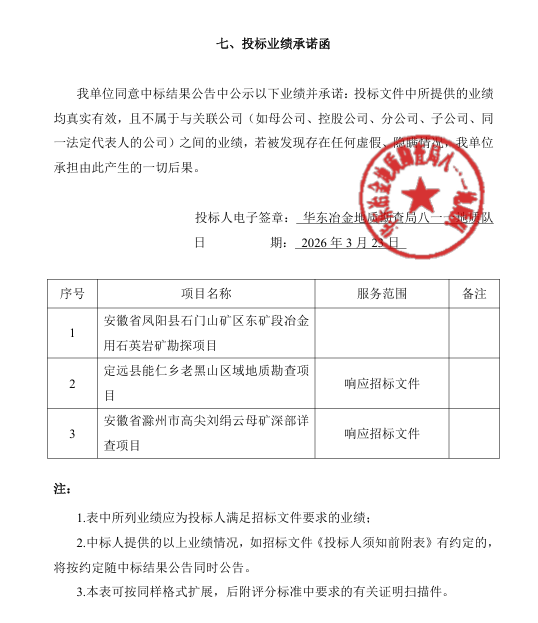 七、投标业绩承诺函
我单位同意中标结果公告中公示以下业绩并承诺：投标文件中所提供的业绩
均真实有效，且不属于与关联公司（如母公司、控股公司、分公司、子公司、同
一法定代表人的公司）之间的业绩，若被发现存在任何虚假、隐瞒情况，我单位
承担由此产生的一切后果。
投标人电子签章： 华东冶金地质勘查局八一一地质队
日 期： 2026 年 3 月 23 日
序号 项目名称 服务范围 备注
1 安徽省凤阳县石门山矿区东矿段冶金
用石英岩矿勘探项目
2 定远县能仁乡老黑山区域地质勘查项 响应招标文件
目
3 安徽省滁州市高尖刘绢云母矿深部详 响应招标文件
查项目
注：
1.表中所列业绩应为投标人满足招标文件要求的业绩；
2.中标人提供的以上业绩情况，如招标文件《投标人须知前附表》有约定的，
将按约定随中标结果公告同时公告。
3.本表可按同样格式扩展，后附评分标准中要求的有关证明扫描件。
华东冶金地质勘查局八一一地质队